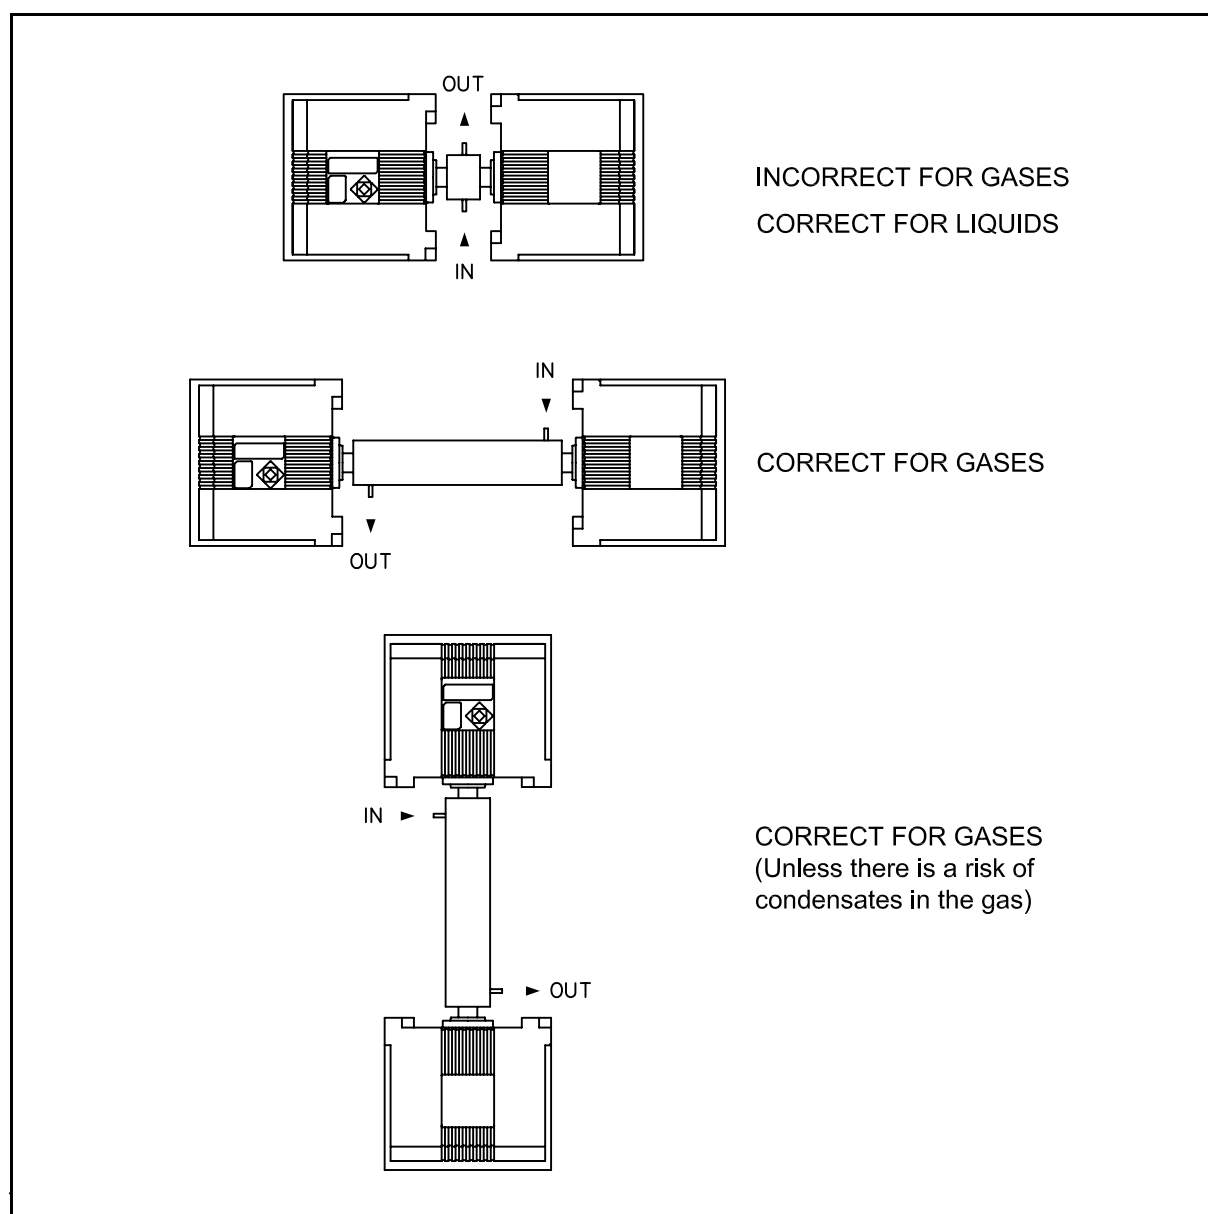 OUT
INCORRECT FOR GASES
CORRECT FOR LIQUIDS
IN
IN
CORRECT FOR GASES
OUT
IN
CORRECT FOR GASES
(Unless there is a risk of
condensates in the gas)
OUT